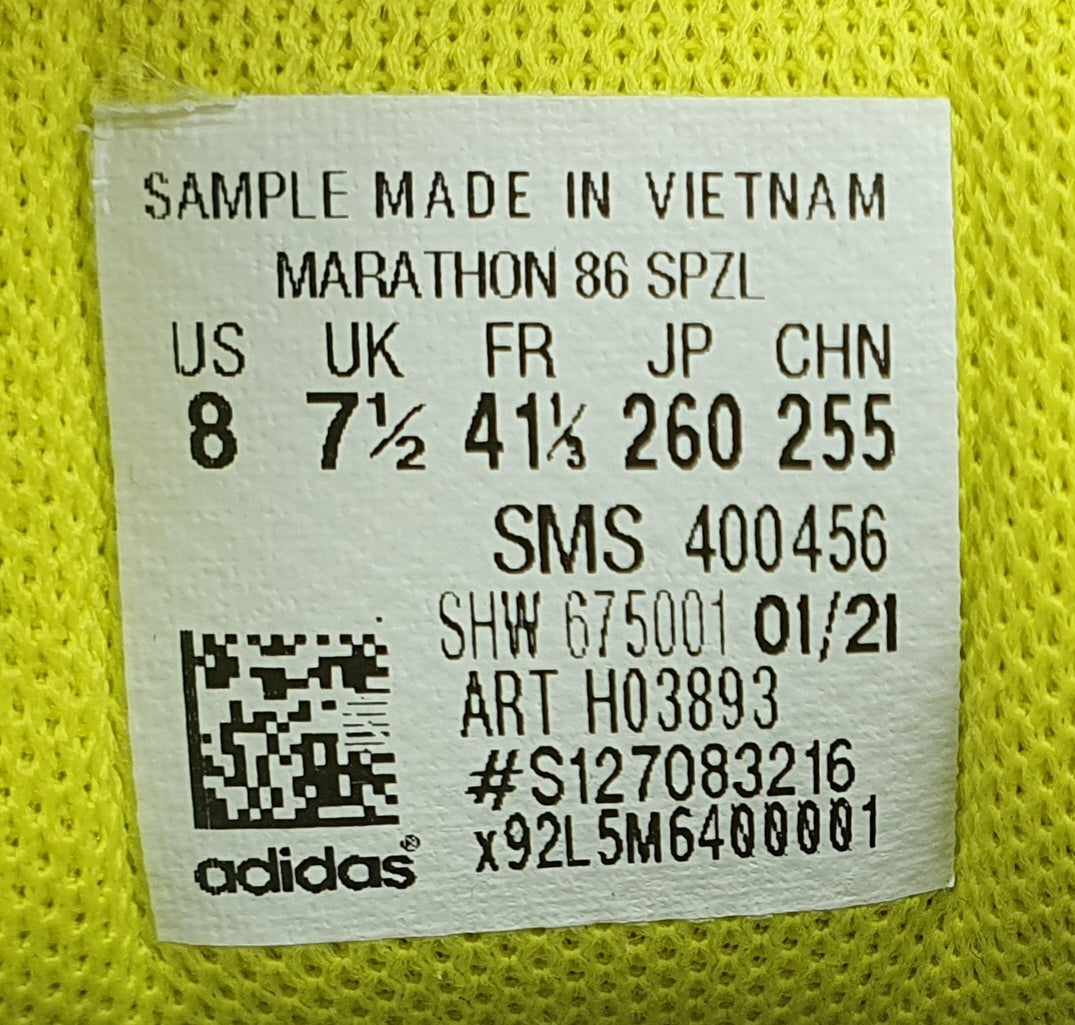 SAMPLE MADE IN VIETNAM
MARATHON 86 SPZL
US UK FR JP CHN
8 7½ 41⅓ 260 255
SMS 400456
SHW 675001 01/21
ART H03893
#S127083216
x92L5M6400001
adidas®